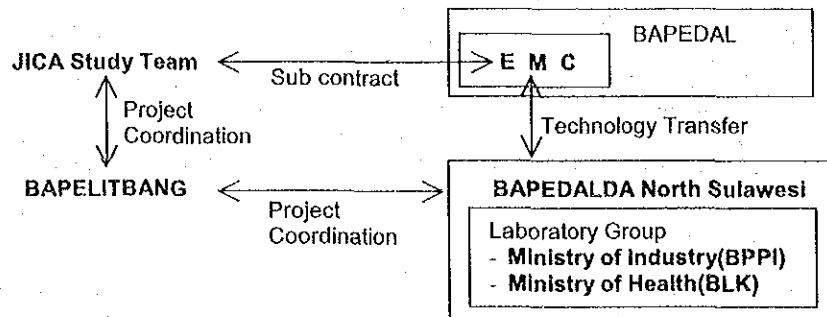 BAPEDAL
JICA Study Team
E M C
Sub contract
Project
Coordination
Technology Transfer
BAPELITBANG
BAPEDALDA North Sulawesi
Project
Coordination
Laboratory Group
- Ministry of Industry(BPPI)
- Ministry of Health(BLK)